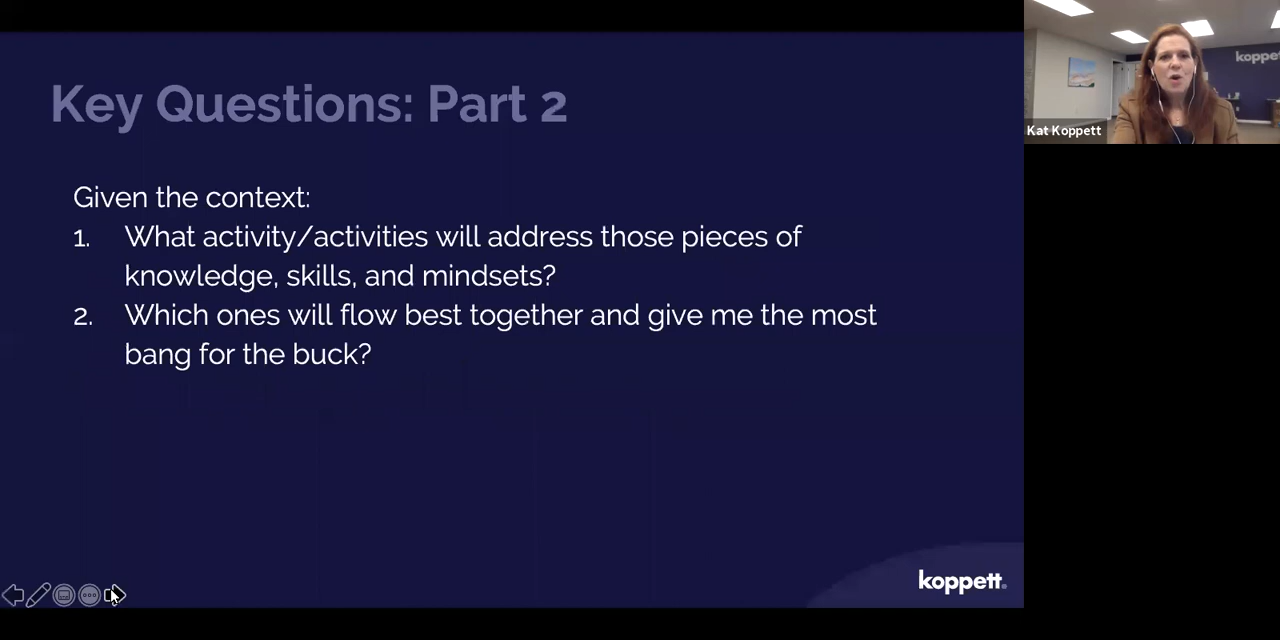 Key Questions: Part 2
Given the context:
1. What activity/activities will address those pieces of
knowledge, skills, and mindsets?
2. Which ones will flow best together and give me the most
bang for the buck?
koppett.
koppett
Kat Koppett